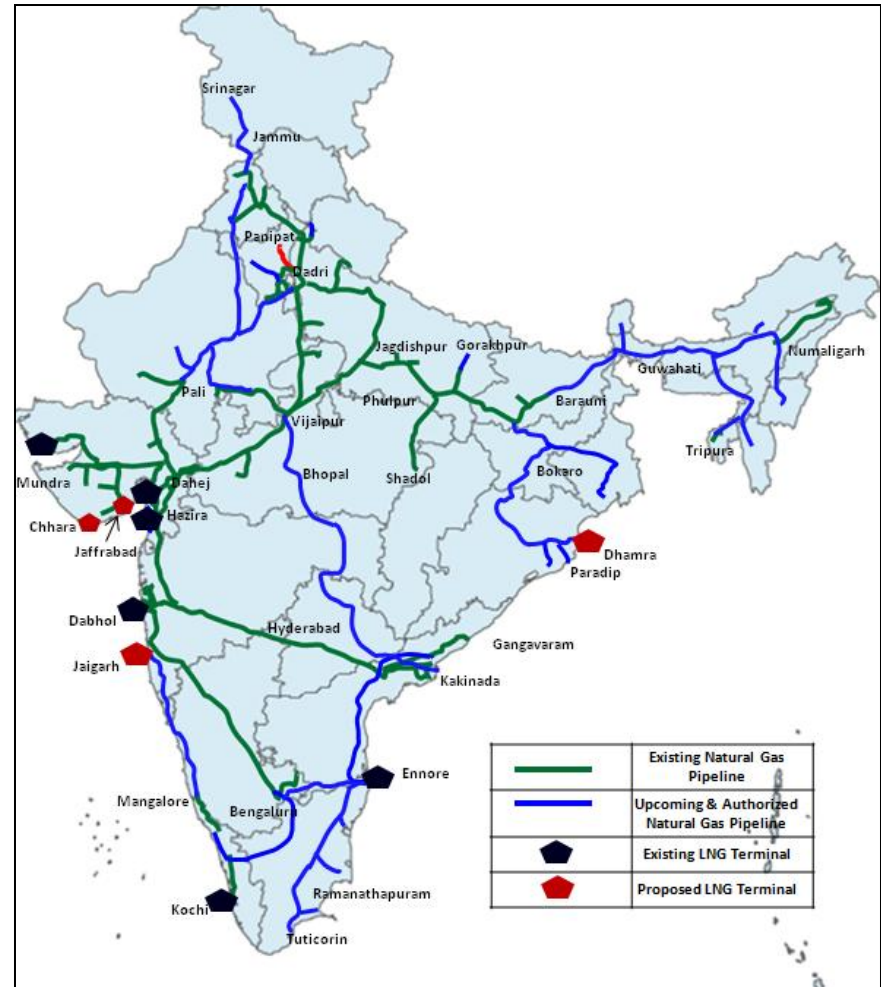 Srinagar
Jammu
Panipat
Dadri
Jagdishpur
Gorakhpur
Numaligarh
Guwahati
Pali
Phulpur
Barauni
Vijaipur
Tripura
Mundra
Dahej
Bhopal
Shadol
Bokaro
Hazira
Chhara
Jaffrabad
Dhamra
Paradip
Dabhol
Hyderabad
Gangavaram
Jaigarh
Kakinada
Ennore
Mangalore
Bengaluru
Ramanathapuram
Kochi
Tuticorin
Existing Natural Gas
Pipeline
Upcoming & Authorized
Natural Gas Pipeline
Existing LNG Terminal
Proposed LNG Terminal